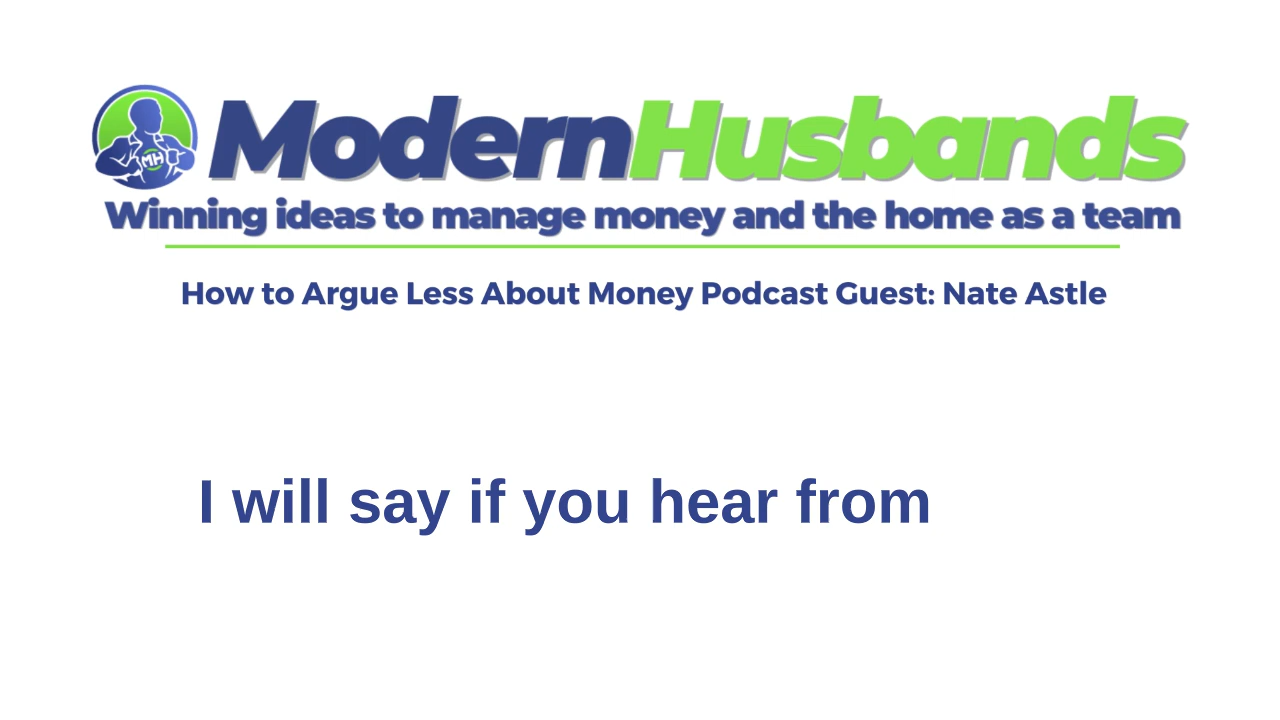 MH
ModernHusbands
Winning ideas to manage money and the home as a team
How to Argue Less About Money Podcast Guest: Nate Astle
I will say if you hear from